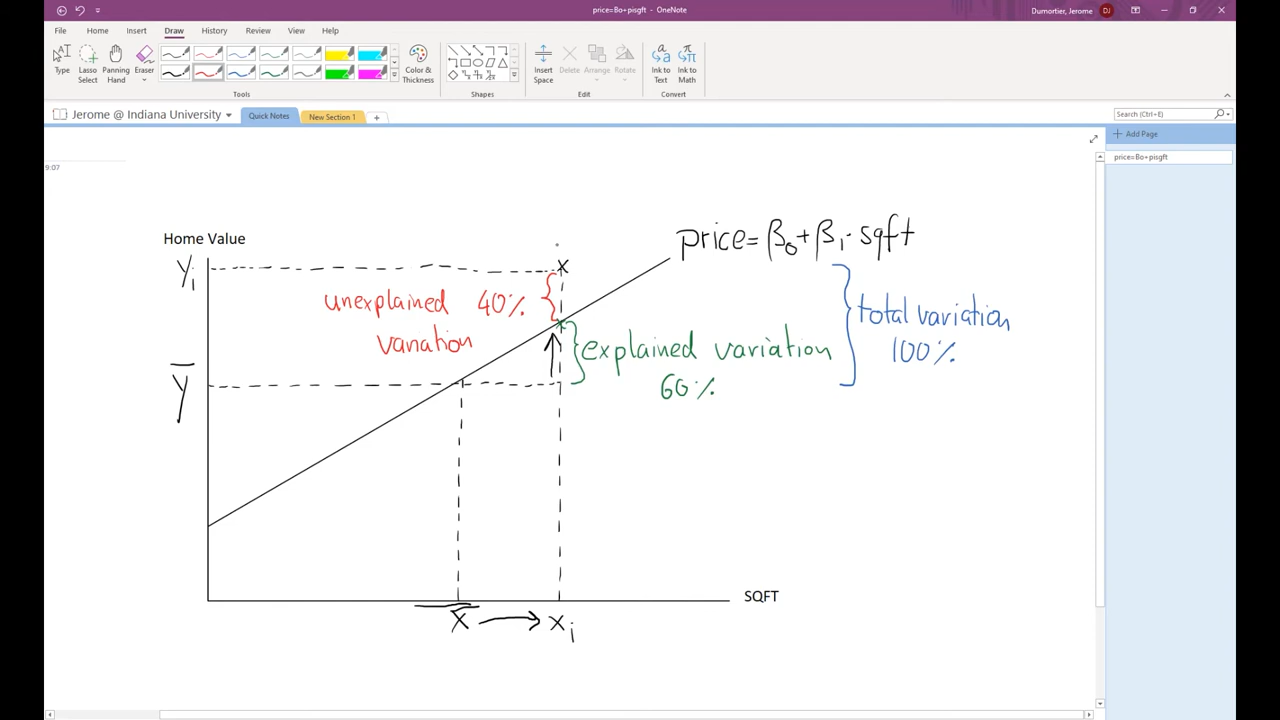 price=Bo+pisgft - OneNote
Dumortier, Jerome DJ
File Home Insert Draw History Review View Help
Type
Lasso Select
Panning Hand
Eraser
Color & Thickness
Insert Space
Delete
Arrange
Rotate
Ink to Text
Ink to Math
Tools
Shapes
Edit
Convert
Jerome @ Indiana University
Quick Notes
New Section 1
Search (Ctrl+E)
Add Page
price=Bo+pisgft
9:07
Home Value
price=β₀+β₁·sqft
yᵢ
x
unexplained 40%
variation
total variation
100%
explained variation
60%
y̅
SQFT
x̅ → xᵢ